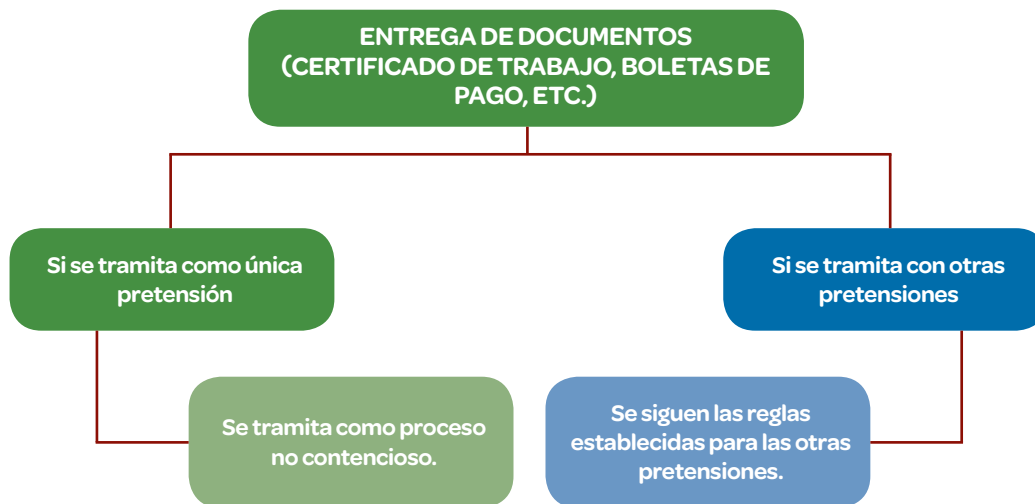 ENTREGA DE DOCUMENTOS
(CERTIFICADO DE TRABAJO, BOLETAS DE
PAGO, ETC.)
Si se tramita como única
pretensión
Si se tramita con otras
pretensiones
Se tramita como proceso
no contencioso.
Se siguen las reglas
establecidas para las otras
pretensiones.